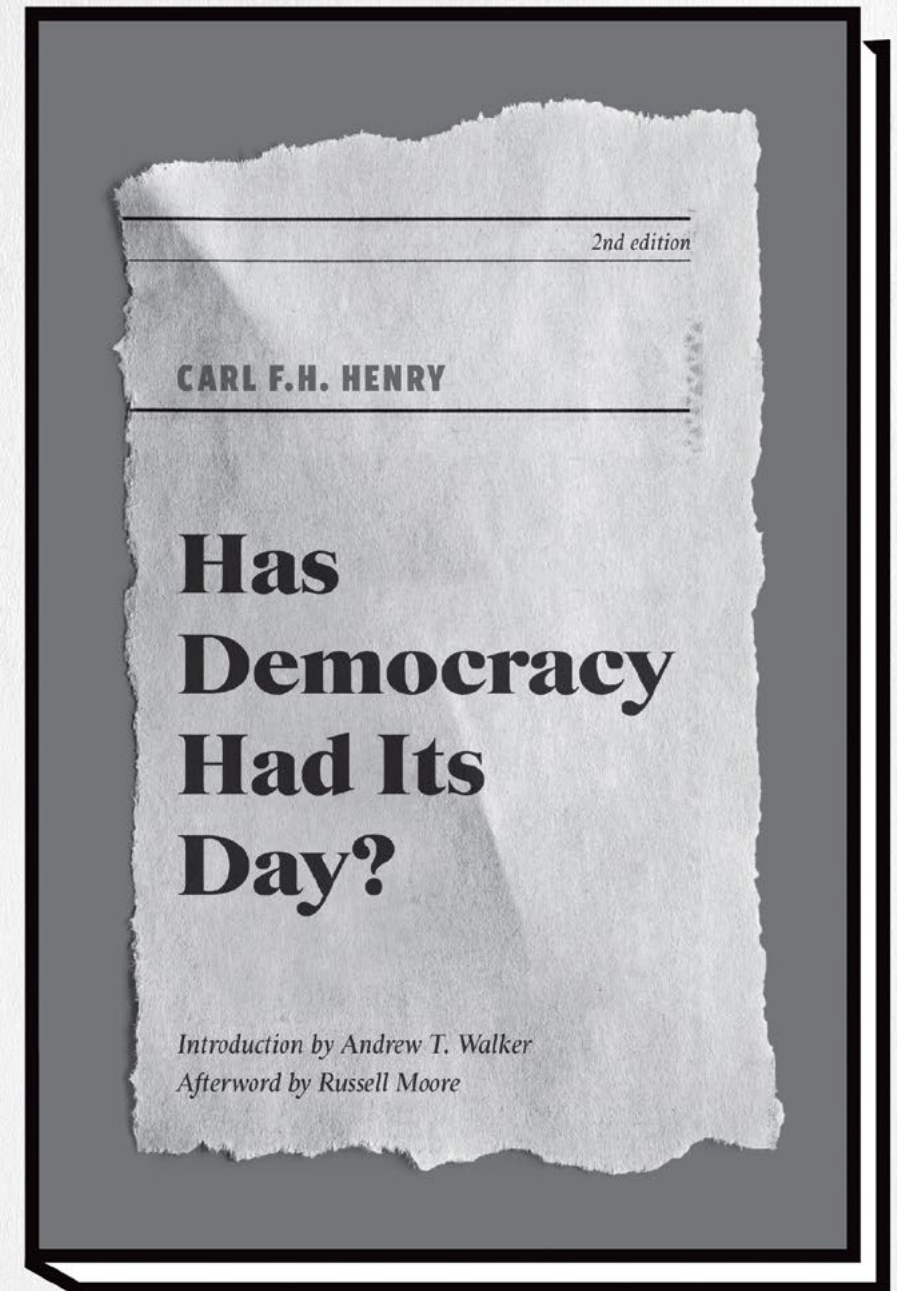 2nd edition
CARL F.H. HENRY
Has
Democracy
Had Its
Day?
Introduction by Andrew T. Walker
Afterword by Russell Moore